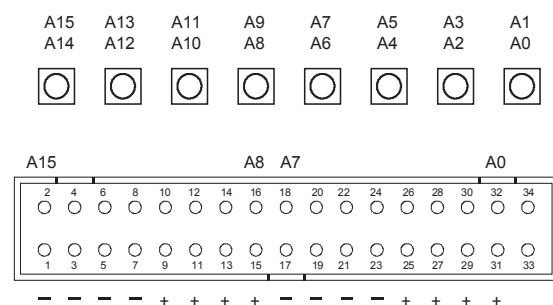 A15 A13 A11 A9 A7 A5 A3 A1
A14 A12 A10 A8 A6 A4 A2 A0
A15 A8 A7 A0
2 4 6 8 10 12 14 16 18 20 22 24 26 28 30 32 34
1 3 5 7 9 11 13 15 17 19 21 23 25 27 29 31 33
– – – – + + + + – – – – + + + +